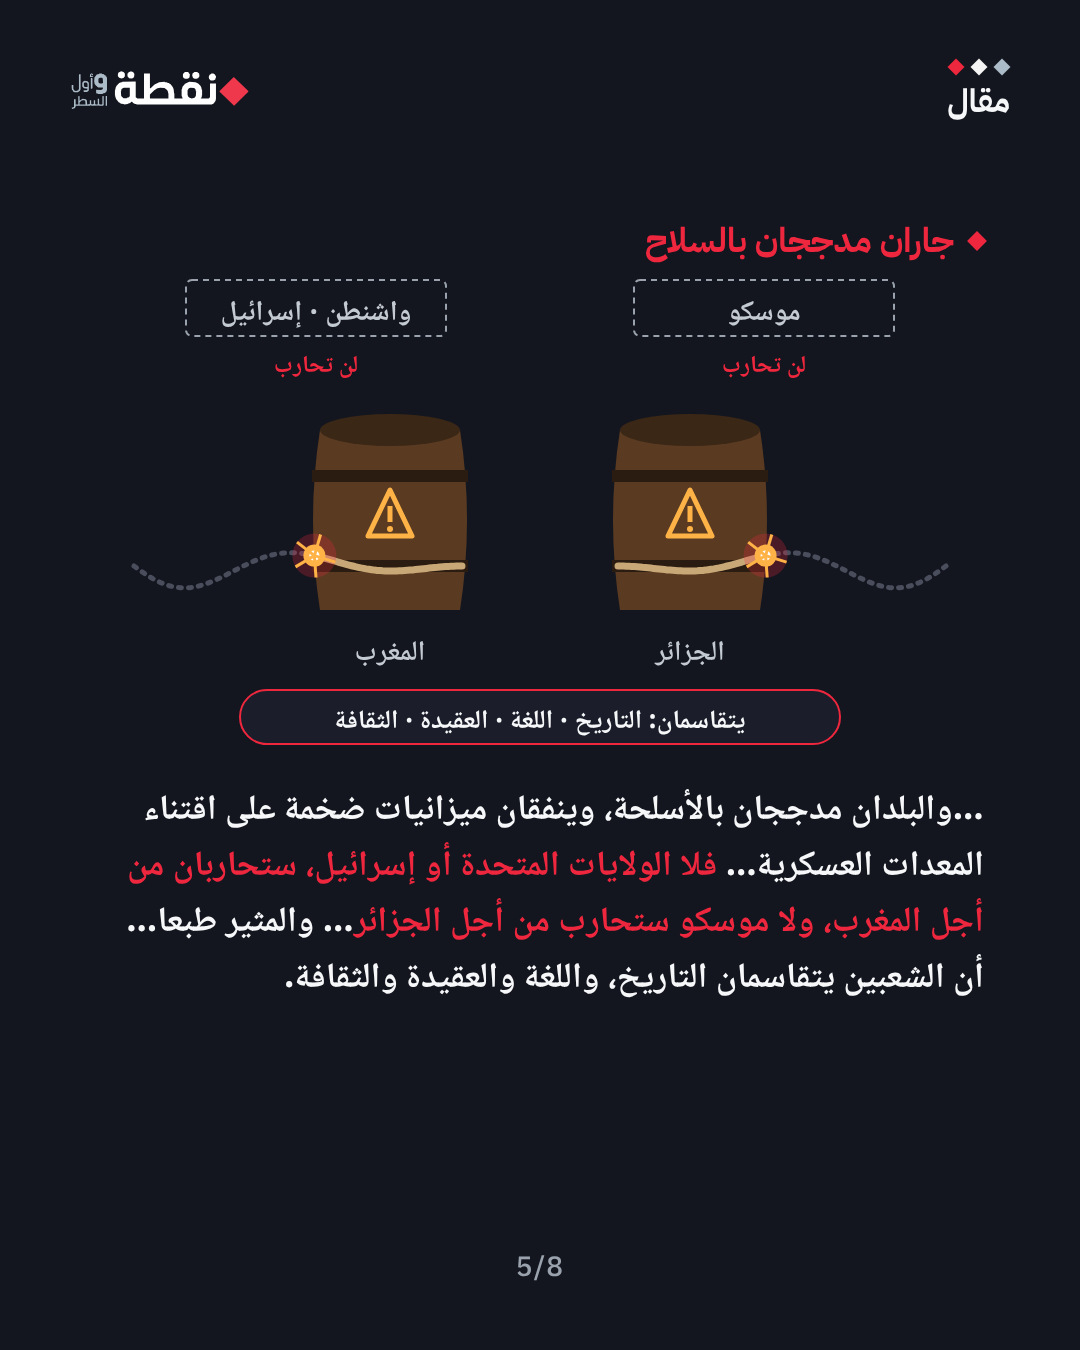 مقال
نقطة وأول السطر
جاران مدججان بالسلاح
موسكو
واشنطن · إسرائيل
لن تحارب
لن تحارب
الجزائر
المغرب
يتقاسمان: التاريخ · اللغة · العقيدة · الثقافة
...والبلدان مدججان بالأسلحة، وينفقان ميزانيات ضخمة على اقتناء
المعدات العسكرية... فلا الولايات المتحدة أو إسرائيل، ستحاربان من
أجل المغرب، ولا موسكو ستحارب من أجل الجزائر... والمثير طبعا...
أن الشعبين يتقاسمان التاريخ، واللغة والعقيدة والثقافة.
5/8